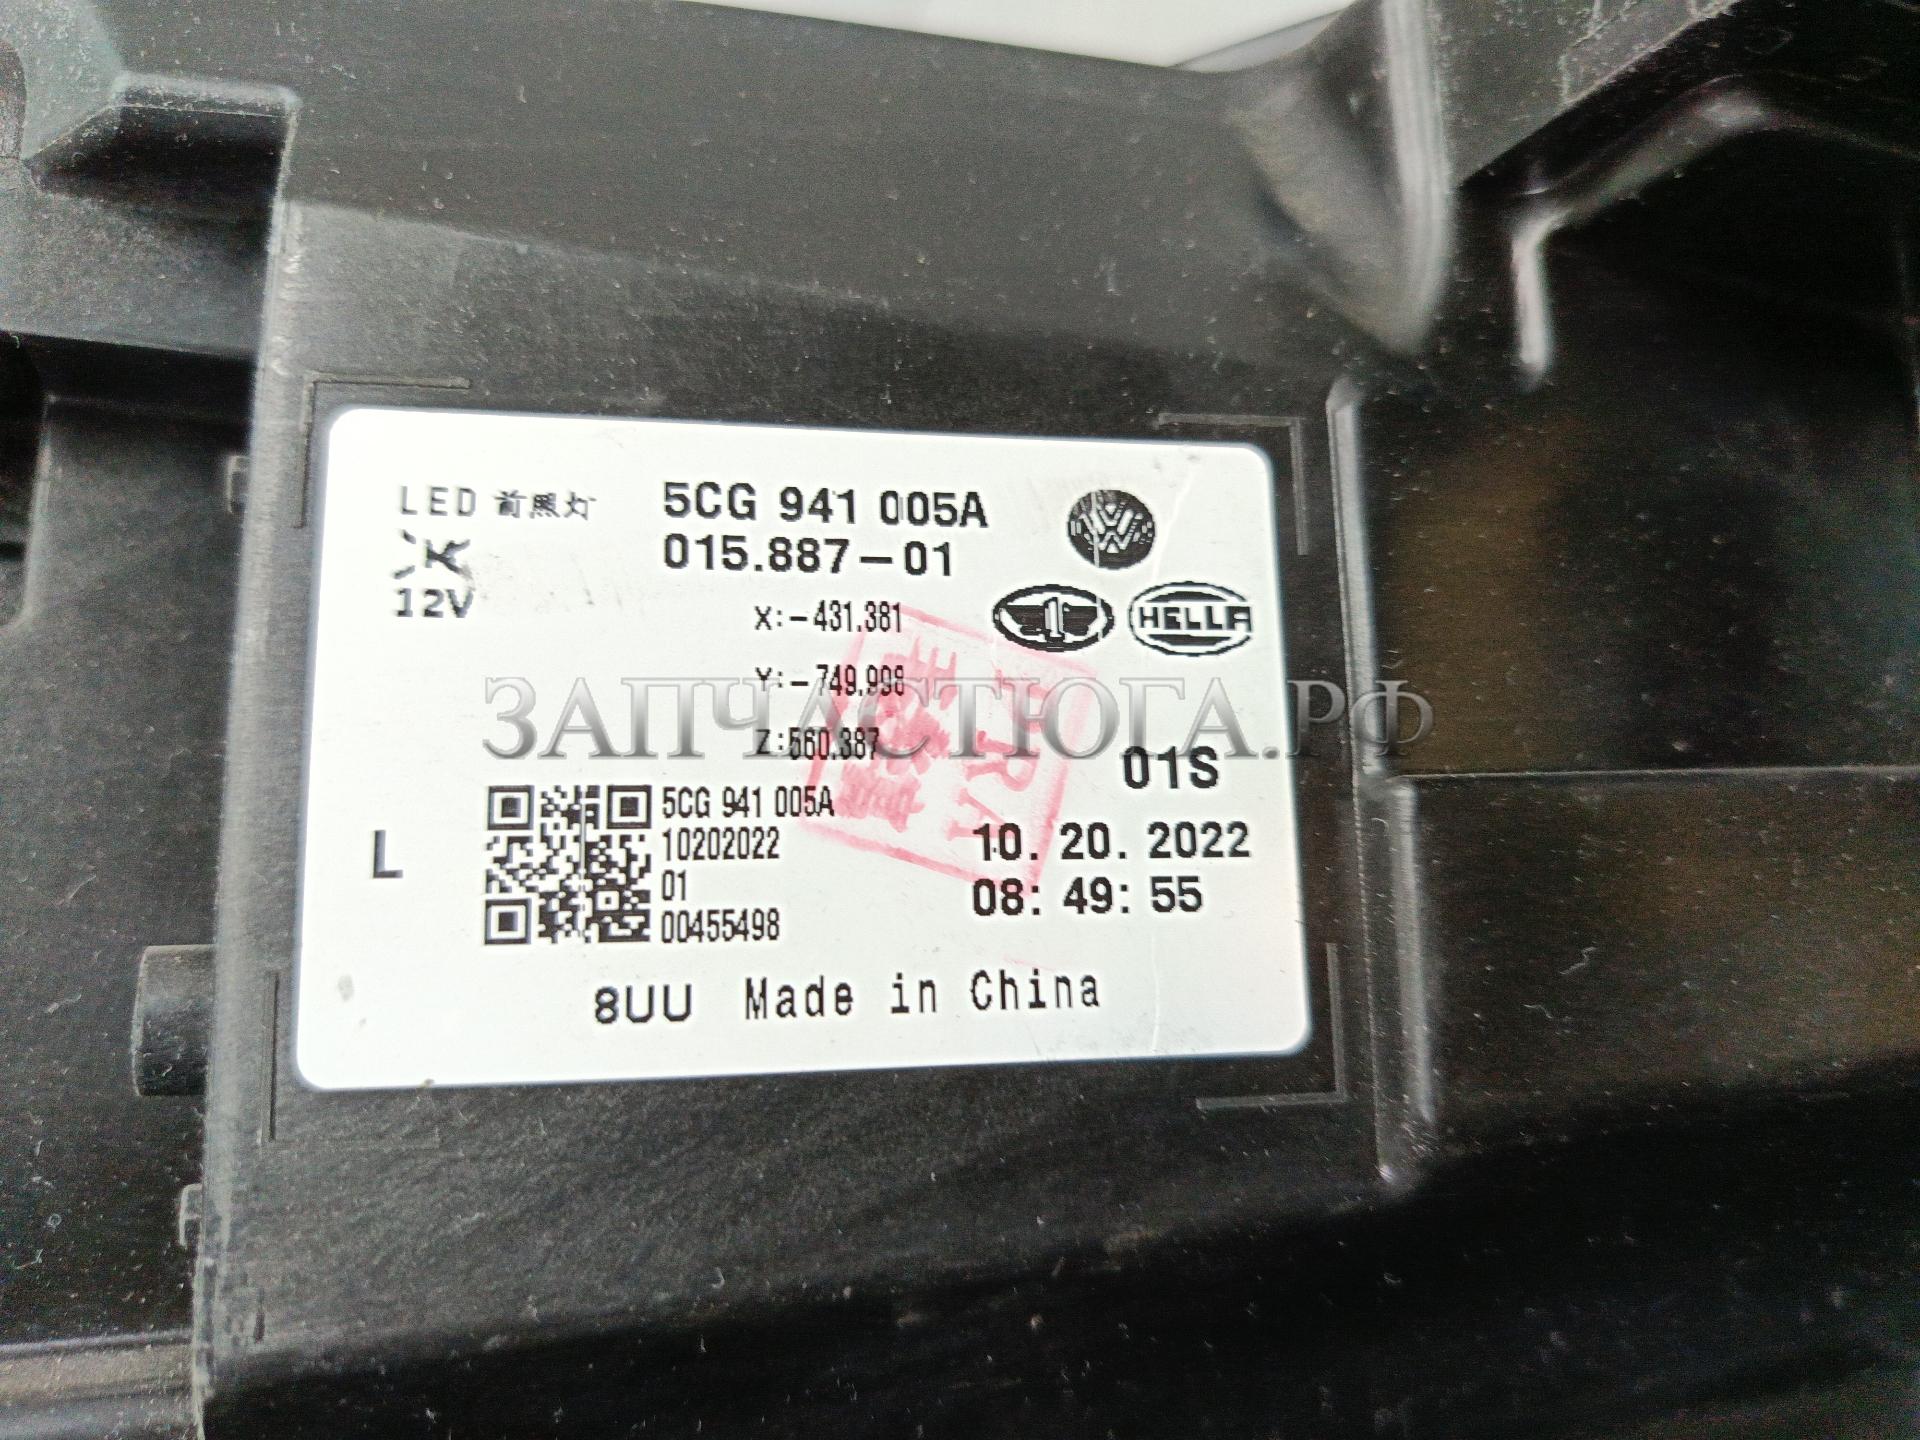 LED 前照灯
5CG 941 005A
015.887-01
12V
HELLA
X:-431.381
Y:-749.998
Z:560.387
ЗАПЧАСТЮГА.РФ
01S
5CG 941 005A
10202022
01
00455498
L
10. 20. 2022
08: 49: 55
8UU Made in China